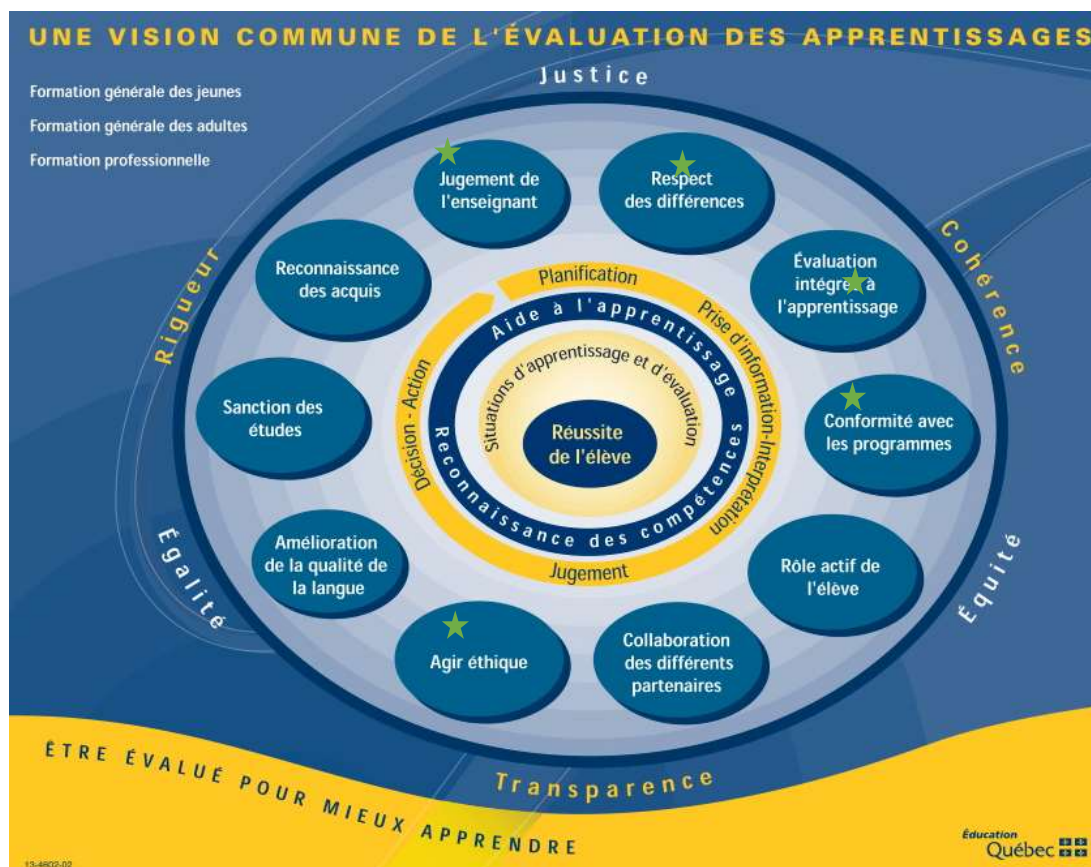 UNE VISION COMMUNE DE L'ÉVALUATION DES APPRENTISSAGES
Formation générale des jeunes
Formation générale des adultes
Formation professionnelle
Justice
Cohérence
Équité
Transparence
Égalité
Rigueur
Jugement de
l'enseignant
Respect
des différences
Évaluation
intégrée à
l'apprentissage
Conformité avec
les programmes
Rôle actif de
l'élève
Collaboration
des différents
partenaires
Agir éthique
Amélioration
de la qualité de
la langue
Sanction des
études
Reconnaissance
des acquis
Planification
Prise d'information-Interprétation
Jugement
Décision - Action
Aide à l'apprentissage
Reconnaissance des compétences
Situations d'apprentissage et d'évaluation
Réussite
de l'élève
ÊTRE ÉVALUÉ POUR MIEUX APPRENDRE
13-4602-02
Éducation
Québec